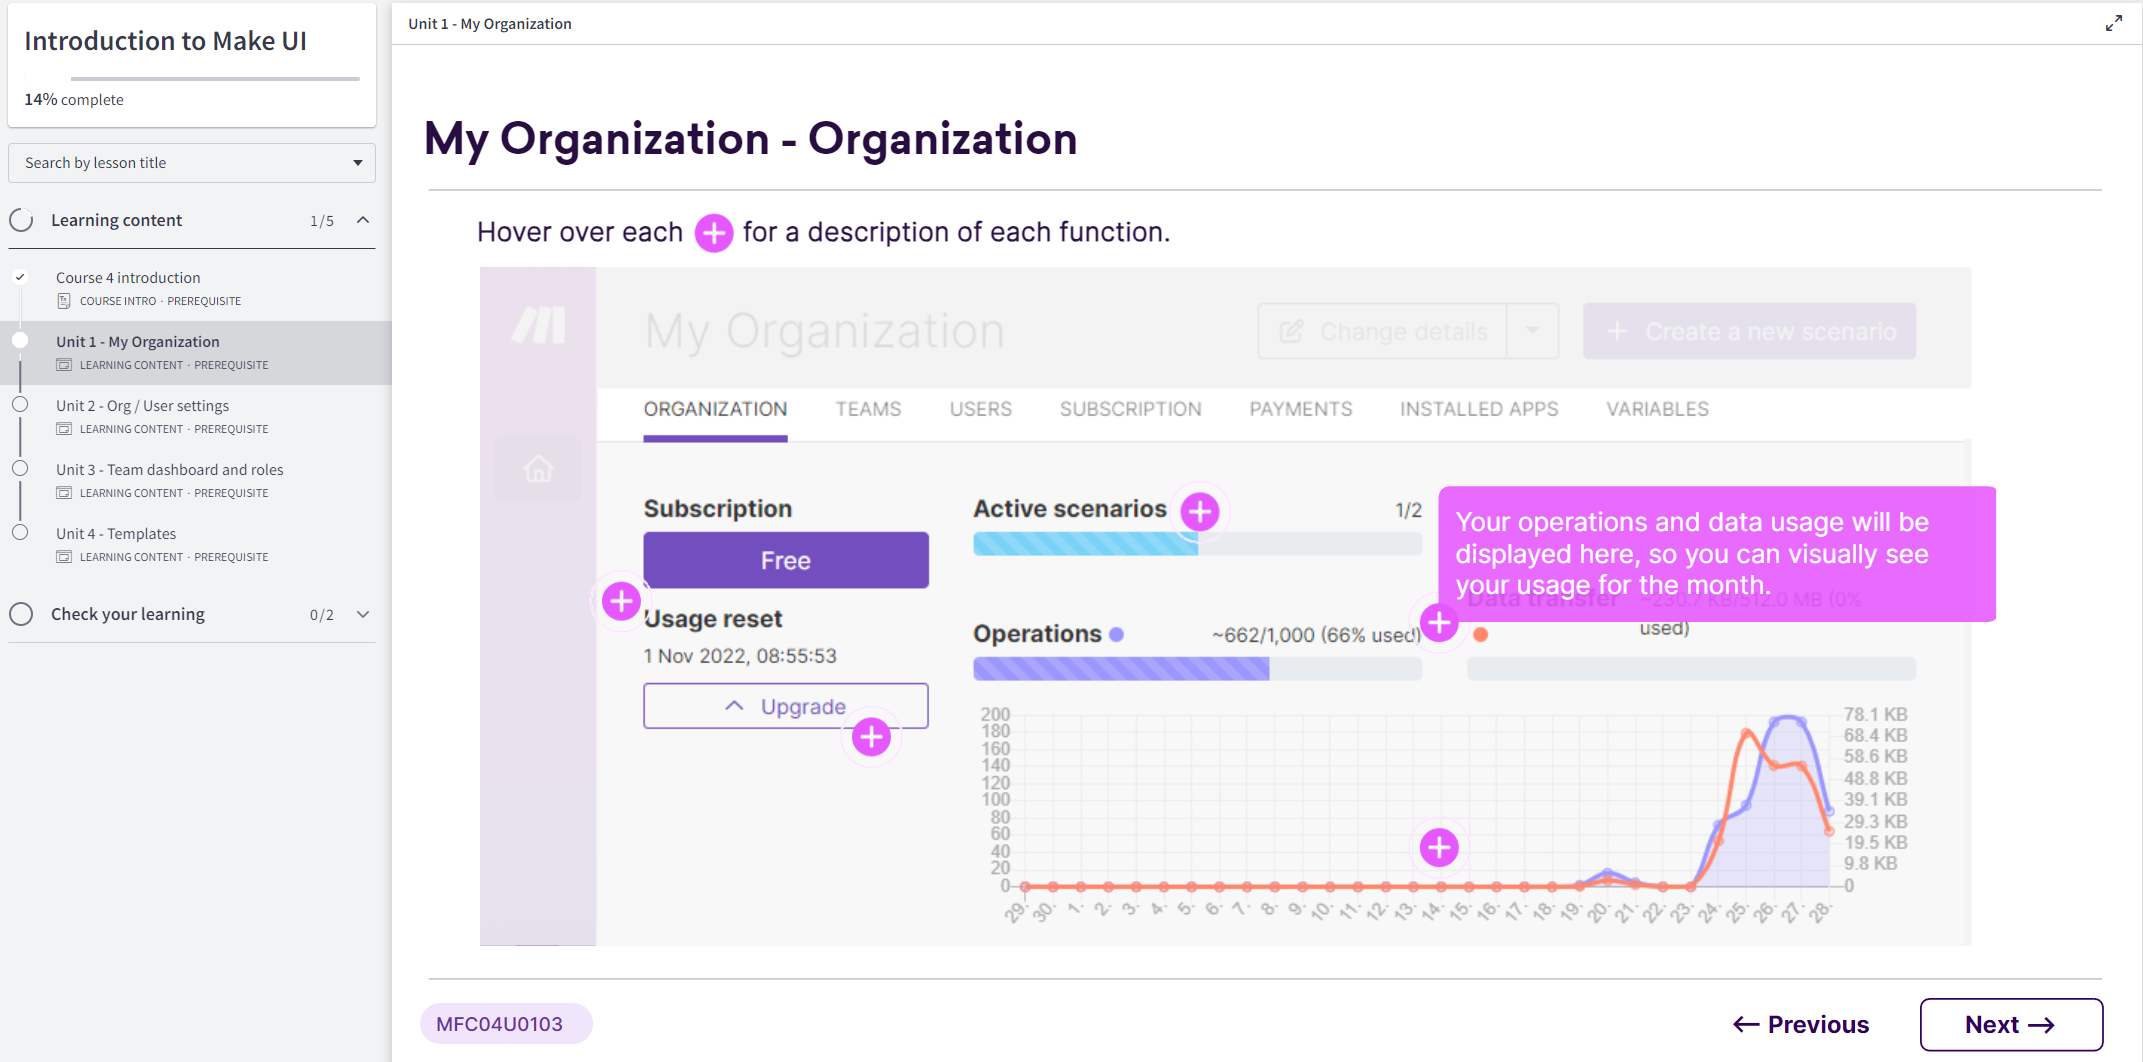 Introduction to Make UI
14% complete
Search by lesson title
Learning content 1/5
Course 4 introduction
COURSE INTRO · PREREQUISITE
Unit 1 - My Organization
LEARNING CONTENT · PREREQUISITE
Unit 2 - Org / User settings
LEARNING CONTENT · PREREQUISITE
Unit 3 - Team dashboard and roles
LEARNING CONTENT · PREREQUISITE
Unit 4 - Templates
LEARNING CONTENT · PREREQUISITE
Check your learning 0/2
Unit 1 - My Organization
My Organization - Organization
Hover over each + for a description of each function.
My Organization
Change details
+ Create a new scenario
ORGANIZATION TEAMS USERS SUBSCRIPTION PAYMENTS INSTALLED APPS VARIABLES
Subscription
Free
Usage reset
1 Nov 2022, 08:55:53
Upgrade
Active scenarios 1/2
Your operations and data usage will be
displayed here, so you can visually see
your usage for the month.
Operations ~662/1,000 (66% used)
Data transfer ~230.7 KB/512.0 MB (0%
used)
200
180
160
140
120
100
80
60
40
20
0
78.1 KB
68.4 KB
58.6 KB
48.8 KB
39.1 KB
29.3 KB
19.5 KB
9.8 KB
0
29. 30. 1. 2. 3. 4. 5. 6. 7. 8. 9. 10. 11. 12. 13. 14. 15. 16. 17. 18. 19. 20. 21. 22. 23. 24. 25. 26. 27. 28.
MFC04U0103
← Previous
Next →